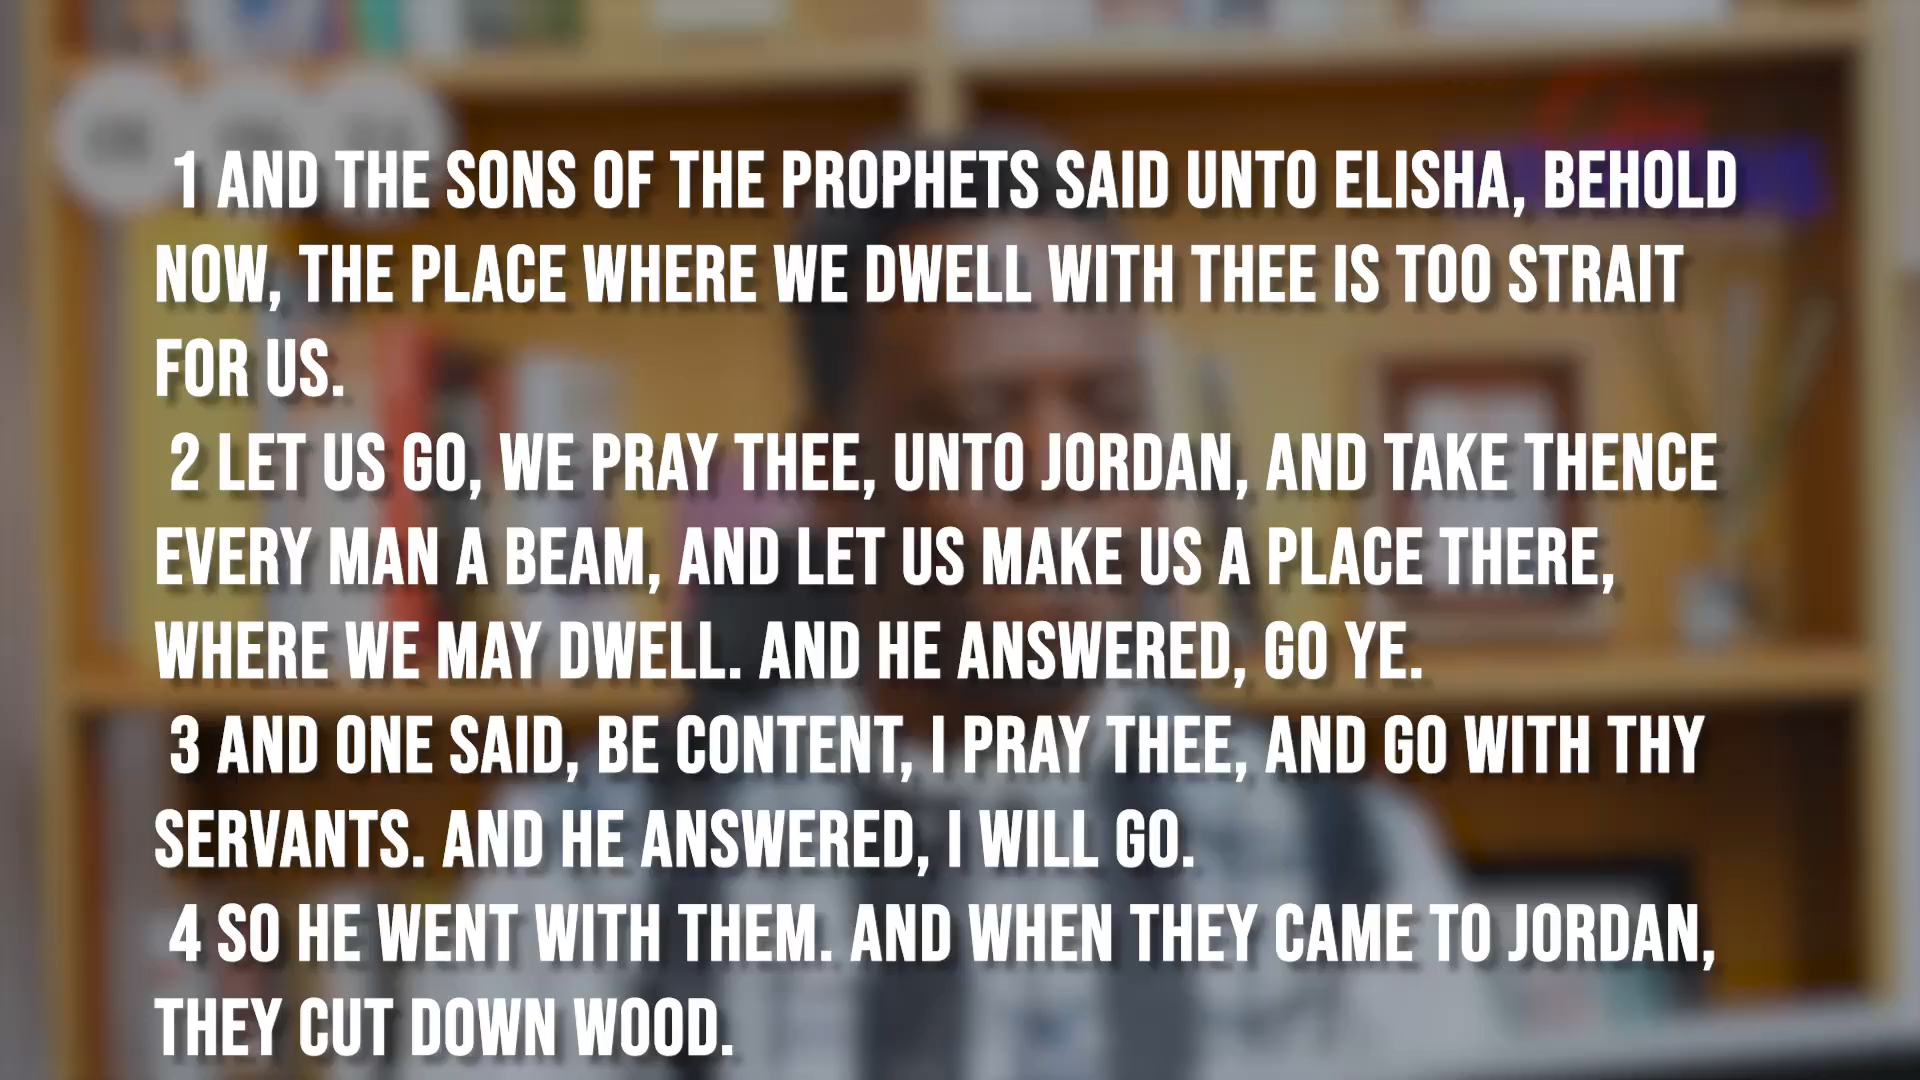 1 AND THE SONS OF THE PROPHETS SAID UNTO ELISHA, BEHOLD
NOW, THE PLACE WHERE WE DWELL WITH THEE IS TOO STRAIT
FOR US.
2 LET US GO, WE PRAY THEE, UNTO JORDAN, AND TAKE THENCE
EVERY MAN A BEAM, AND LET US MAKE US A PLACE THERE,
WHERE WE MAY DWELL. AND HE ANSWERED, GO YE.
3 AND ONE SAID, BE CONTENT, I PRAY THEE, AND GO WITH THY
SERVANTS. AND HE ANSWERED, I WILL GO.
4 SO HE WENT WITH THEM. AND WHEN THEY CAME TO JORDAN,
THEY CUT DOWN WOOD.